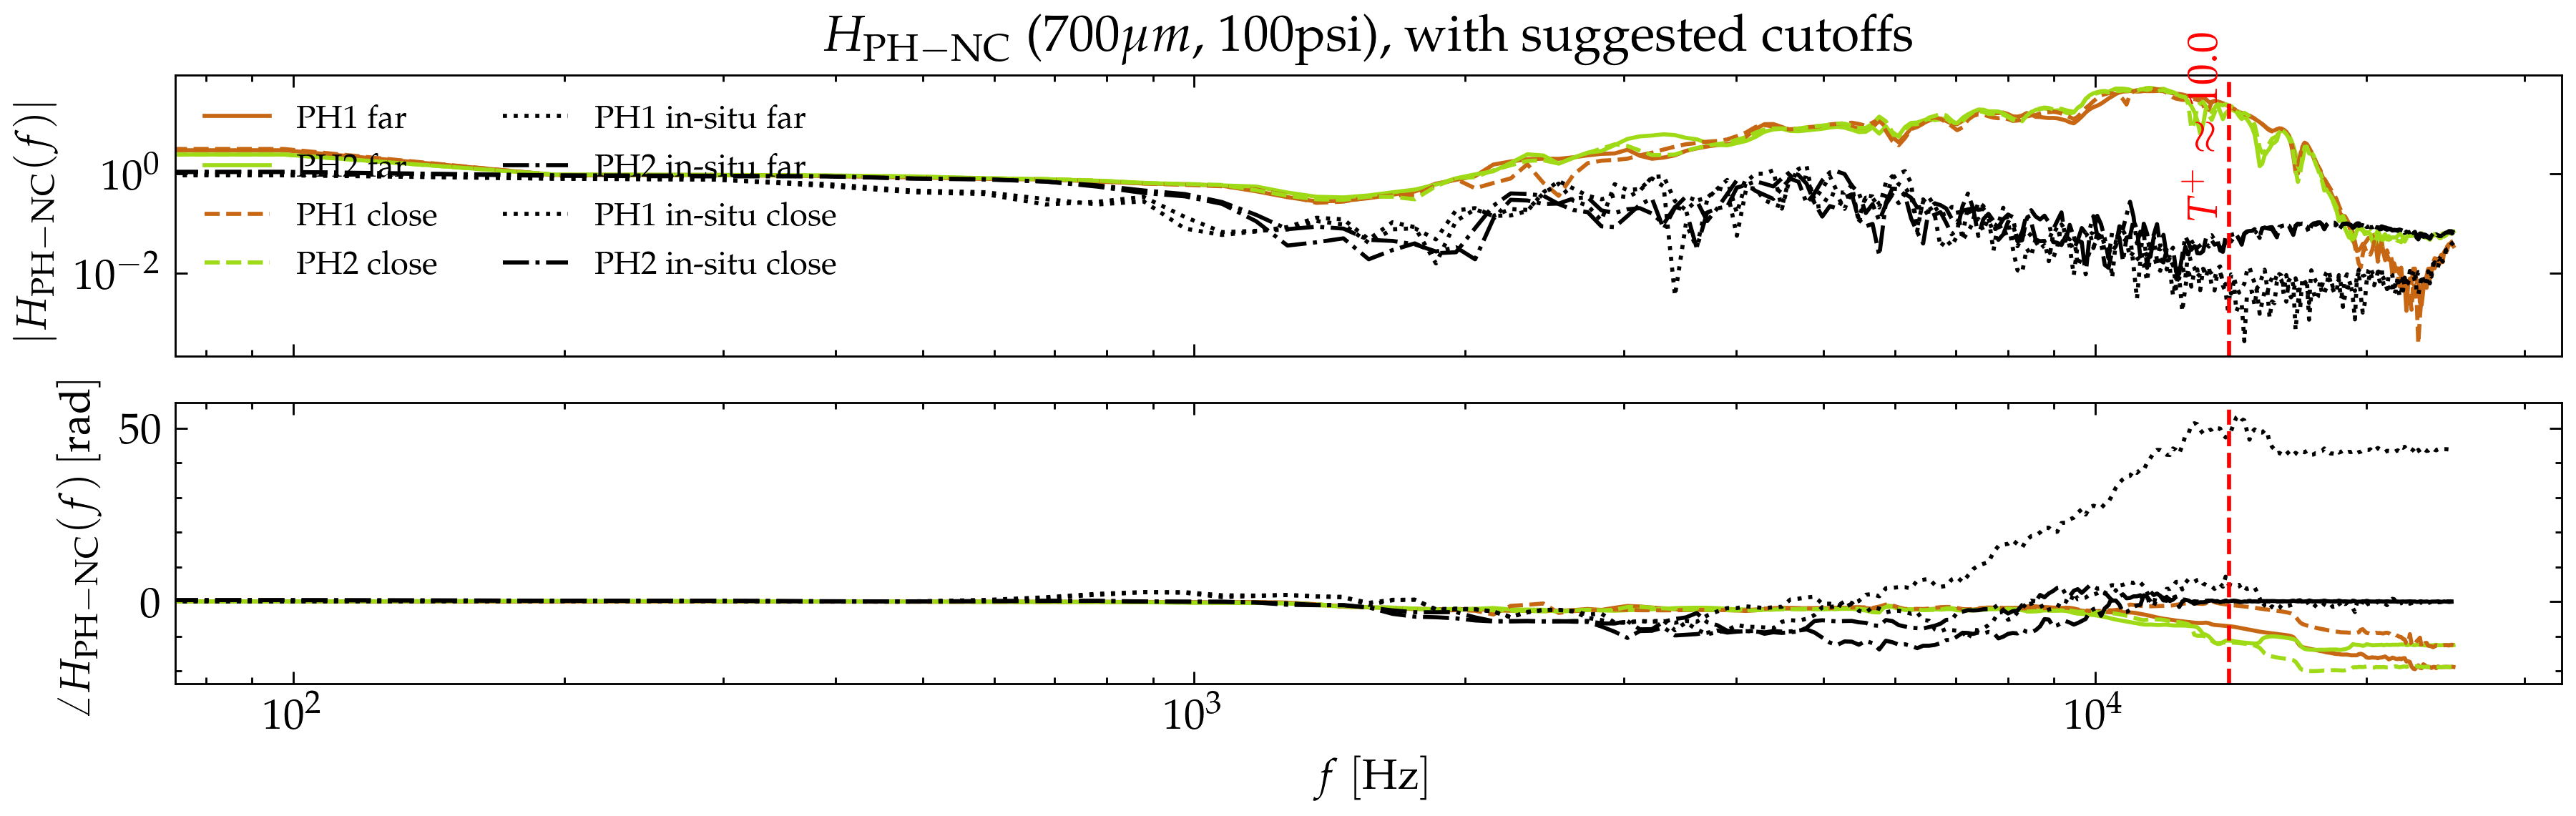 H_PH−NC (700μm, 100psi), with suggested cutoffs
|H_PH−NC(f)|
10^0
10^−2
PH1 far
PH2 far
PH1 close
PH2 close
PH1 in-situ far
PH2 in-situ far
PH1 in-situ close
PH2 in-situ close
T^+ ≈ 10.0
∠H_PH−NC(f) [rad]
50
0
10^2
10^3
10^4
f [Hz]